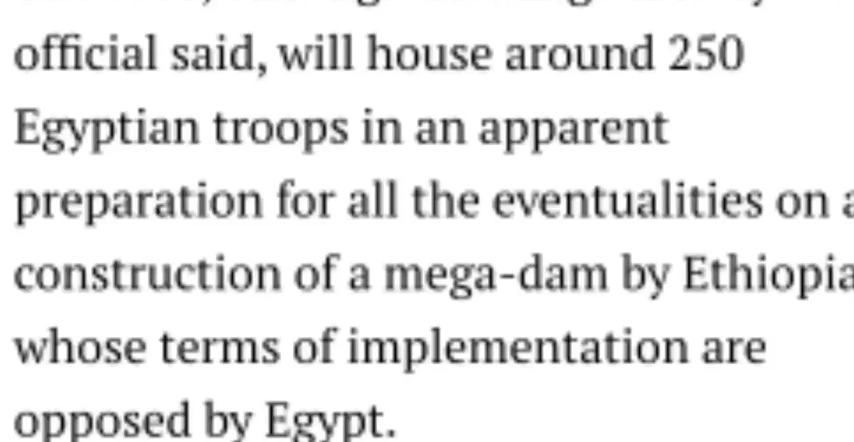 official said, will house around 250
Egyptian troops in an apparent
preparation for all the eventualities on a
construction of a mega-dam by Ethiopia
whose terms of implementation are
opposed by Egypt.